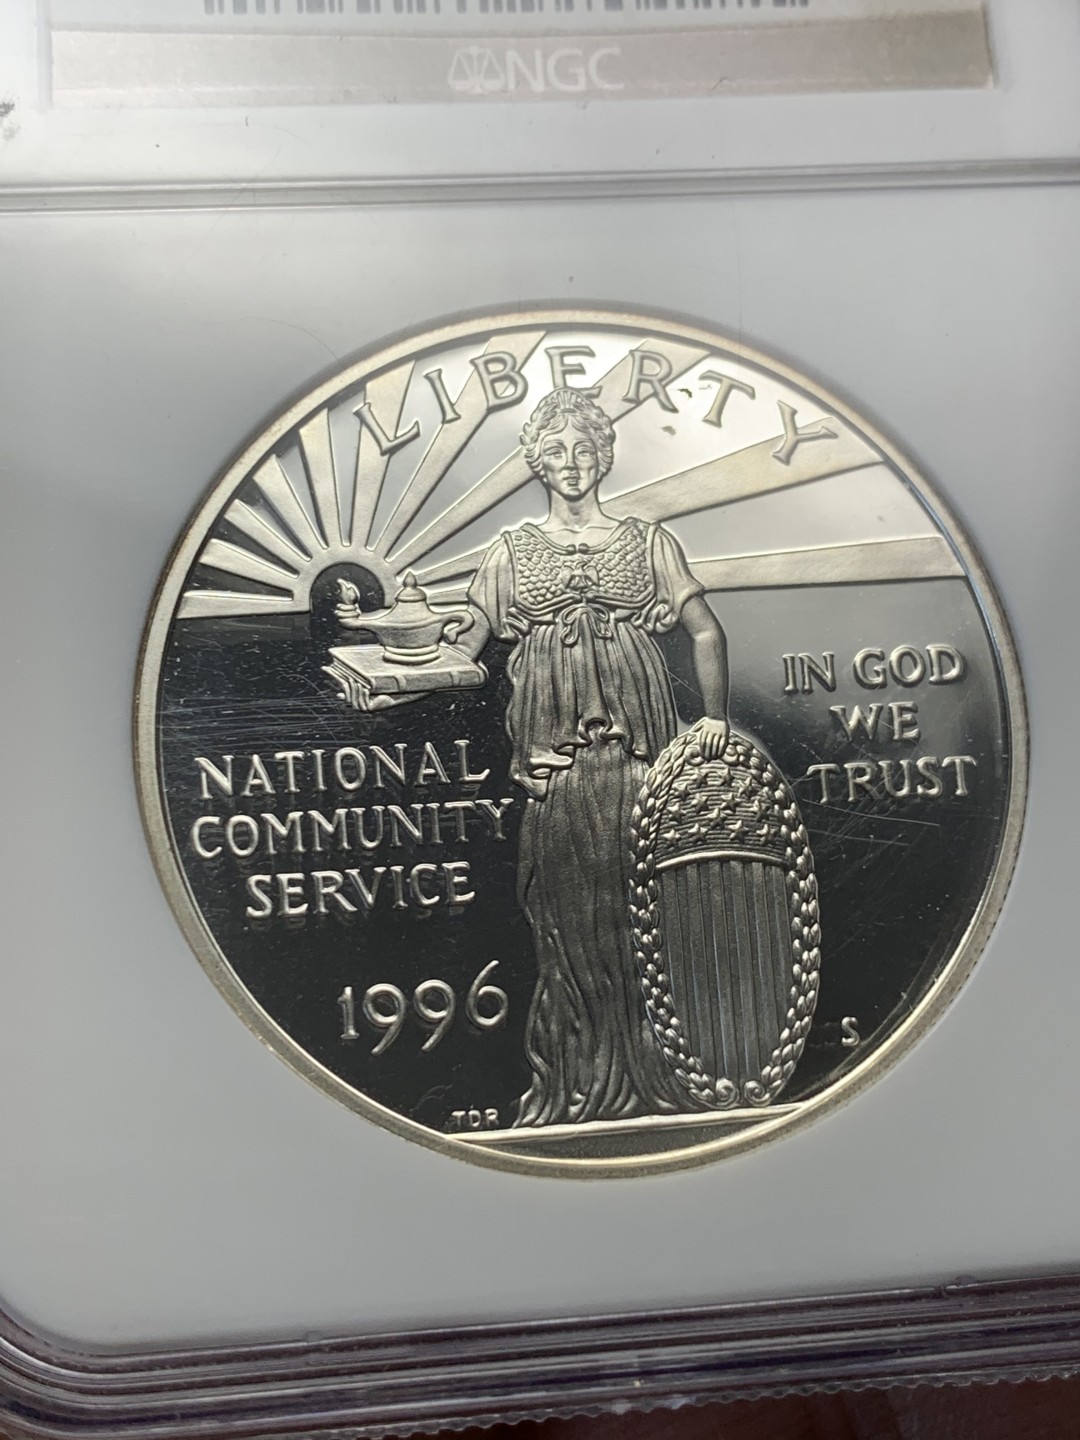 NGC
LIBERTY
IN GOD
WE
TRUST
NATIONAL
COMMUNITY
SERVICE
1996
S
TDR